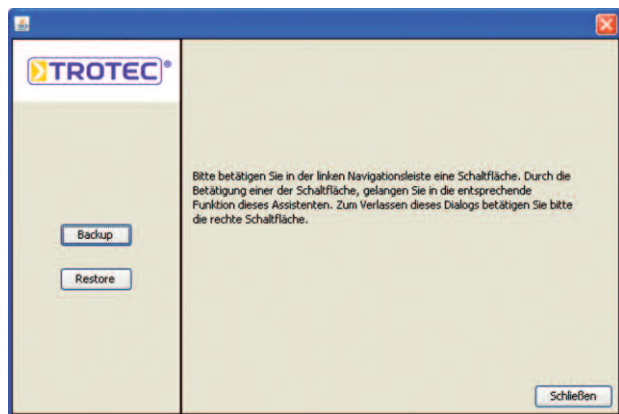 TROTEC®
Backup
Restore
Bitte betätigen Sie in der linken Navigationsleiste eine Schaltfläche. Durch die
Betätigung einer der Schaltfläche, gelangen Sie in die entsprechende
Funktion dieses Assistenten. Zum Verlassen dieses Dialogs betätigen Sie bitte
die rechte Schaltfläche.
Schließen